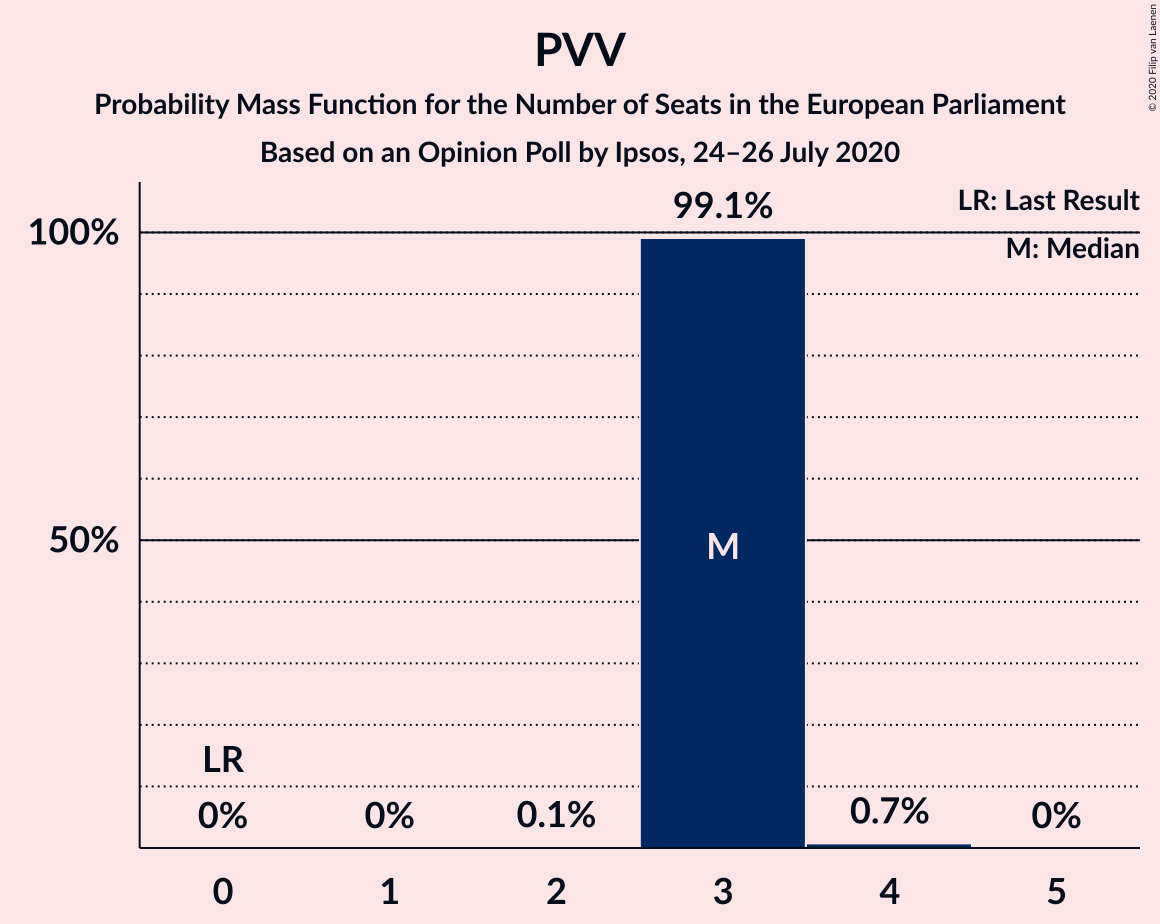 PVV
Probability Mass Function for the Number of Seats in the European Parliament
Based on an Opinion Poll by Ipsos, 24–26 July 2020
© 2020 Filip van Laenen
LR: Last Result
M: Median
100%
50%
99.1%
M
LR
0%
0%
0.1%
0.7%
0%
0
1
2
3
4
5